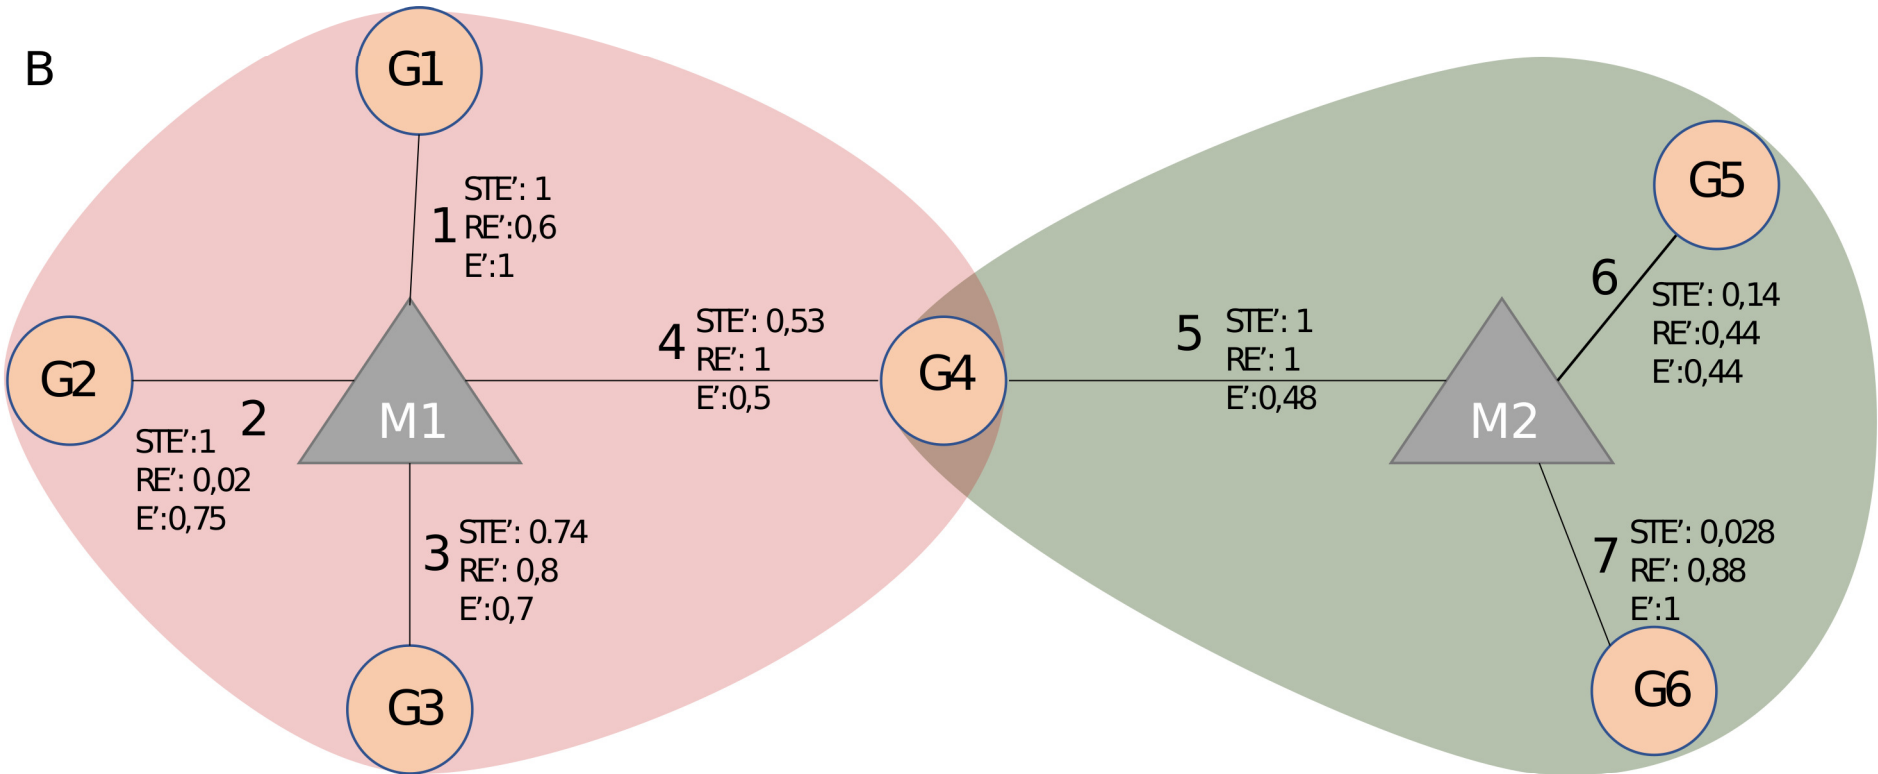 B
G1
STE’: 1
1
RE’:0,6
E’:1
G2
2
STE’:1
RE’: 0,02
E’:0,75
M1
3
STE’: 0.74
RE’: 0,8
E’:0,7
G3
4
STE’: 0,53
RE’: 1
E’:0,5
G4
5
STE’: 1
RE’: 1
E’:0,48
M2
G5
6
STE’: 0,14
RE’:0,44
E’:0,44
7
STE’: 0,028
RE’: 0,88
E’:1
G6